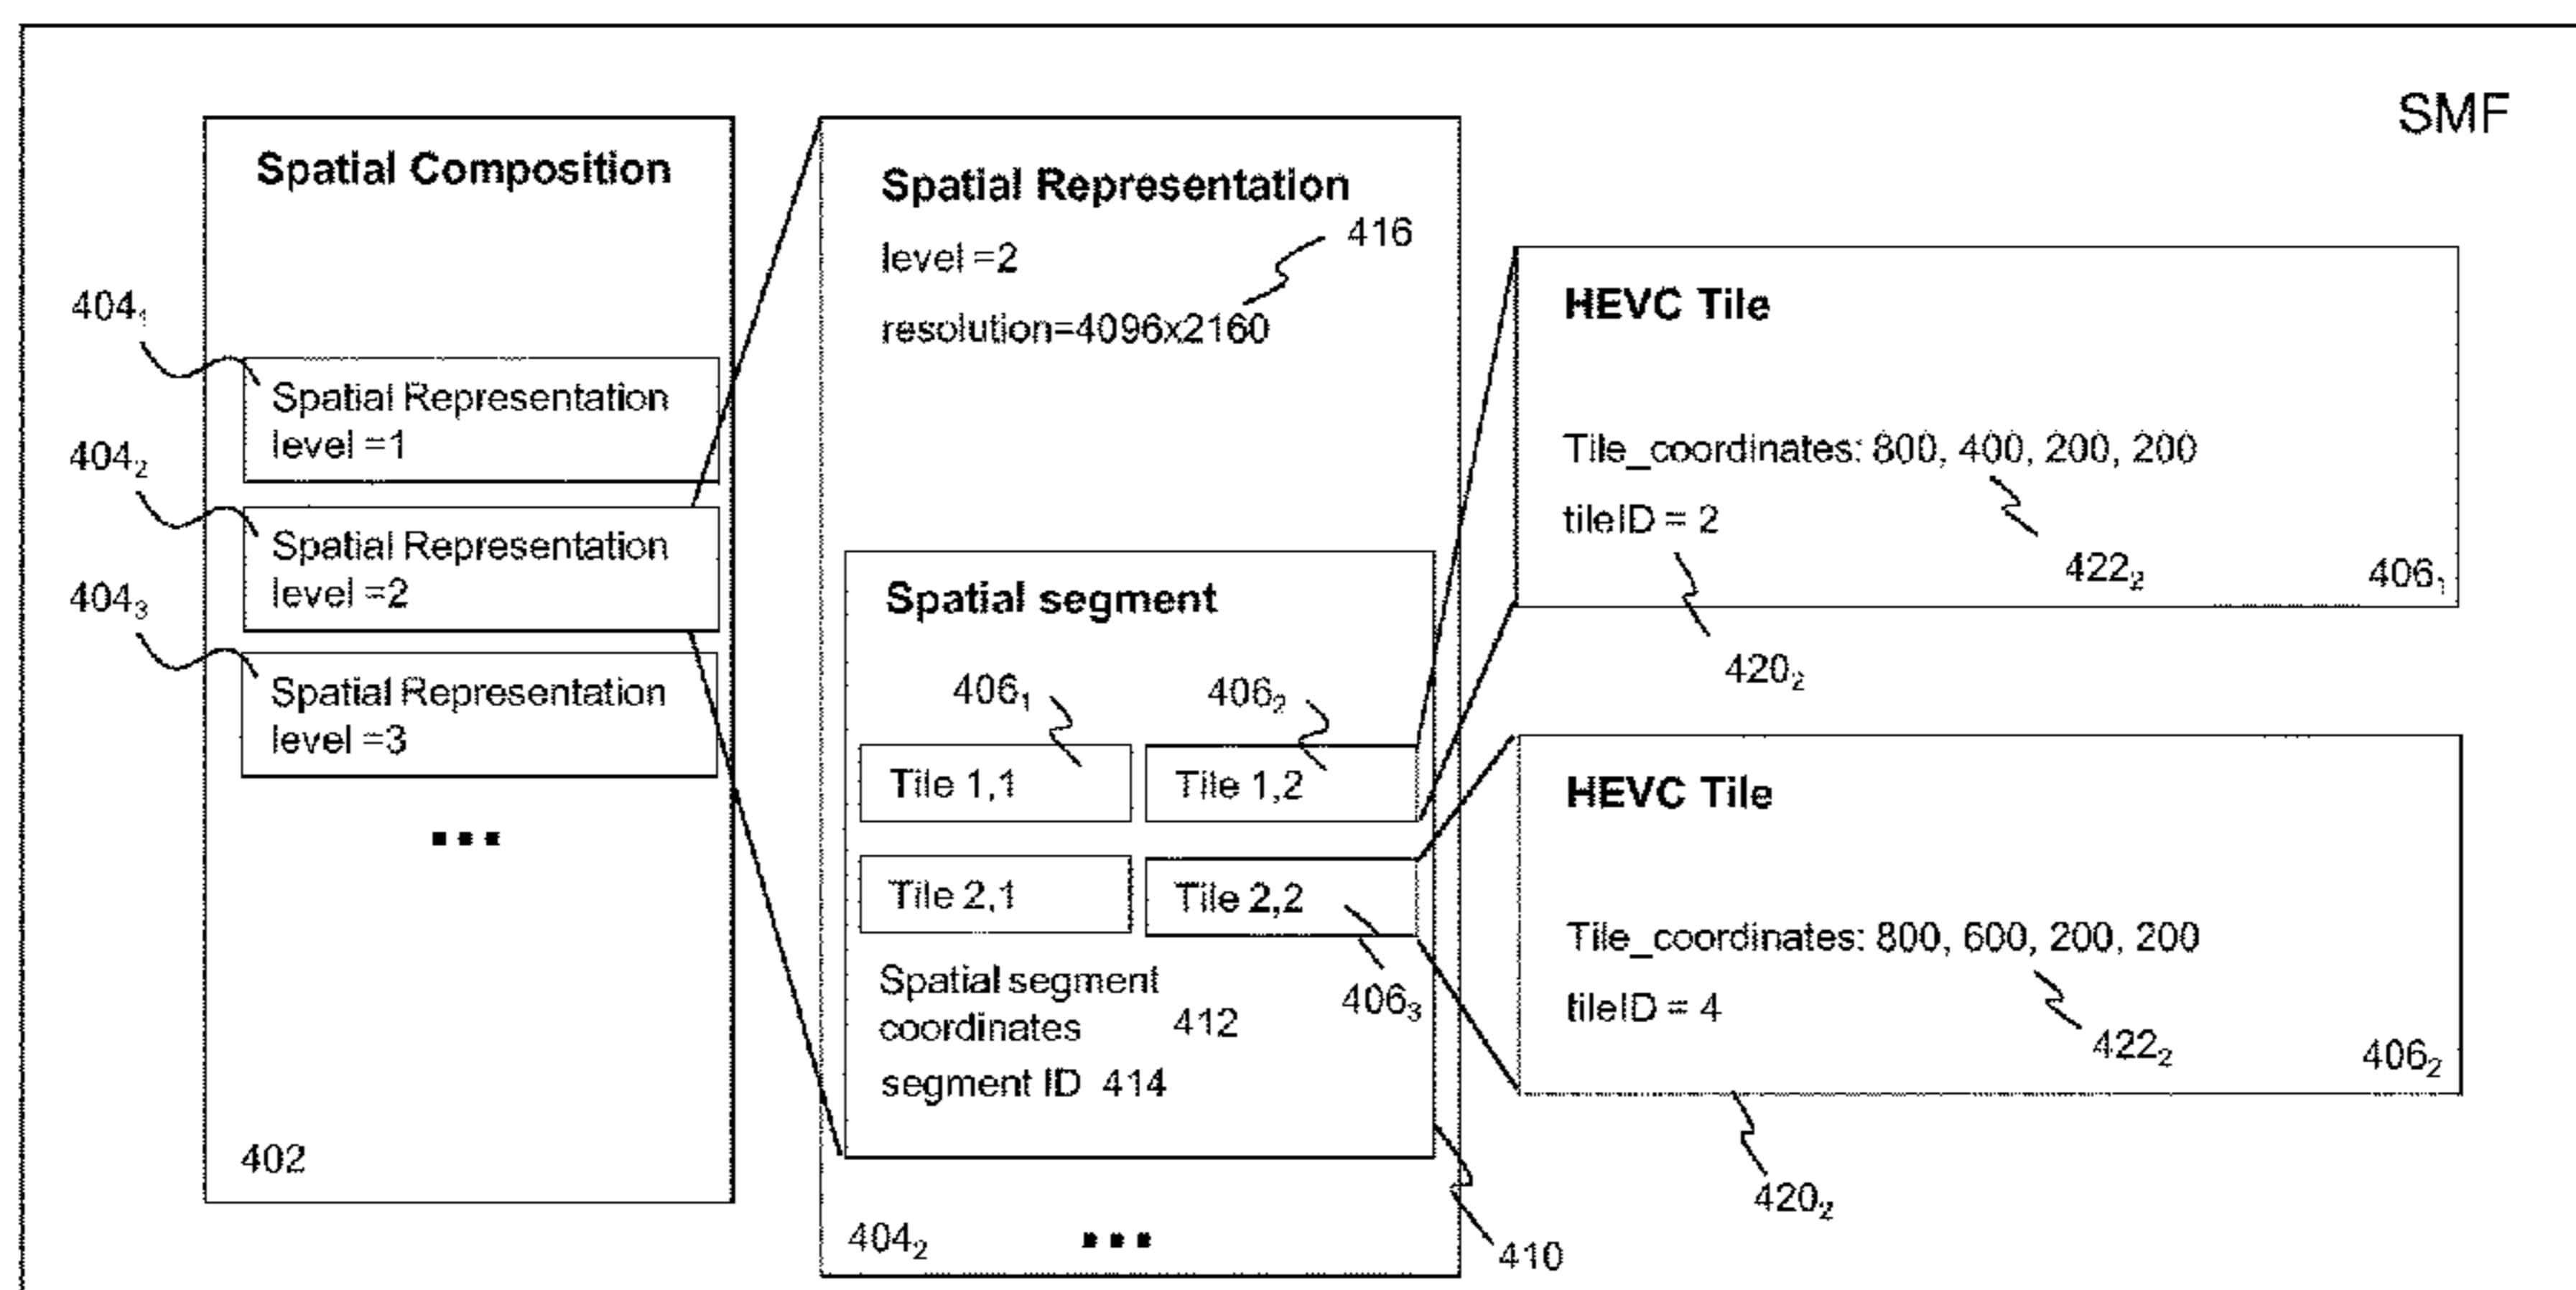 SMF
Spatial Composition
404₁
Spatial Representation
level =1
404₂
Spatial Representation
level =2
404₃
Spatial Representation
level =3
...
402
Spatial Representation
416
level =2
resolution=4096x2160
Spatial segment
406₁
406₂
Tile 1,1
Tile 1,2
Tile 2,1
Tile 2,2
Spatial segment
coordinates
412
406₃
segment ID 414
404₂
...
410
HEVC Tile
Tile_coordinates: 800, 400, 200, 200
tileID = 2
422₂
406₁
420₂
HEVC Tile
Tile_coordinates: 800, 600, 200, 200
tileID = 4
422₂
406₂
420₂